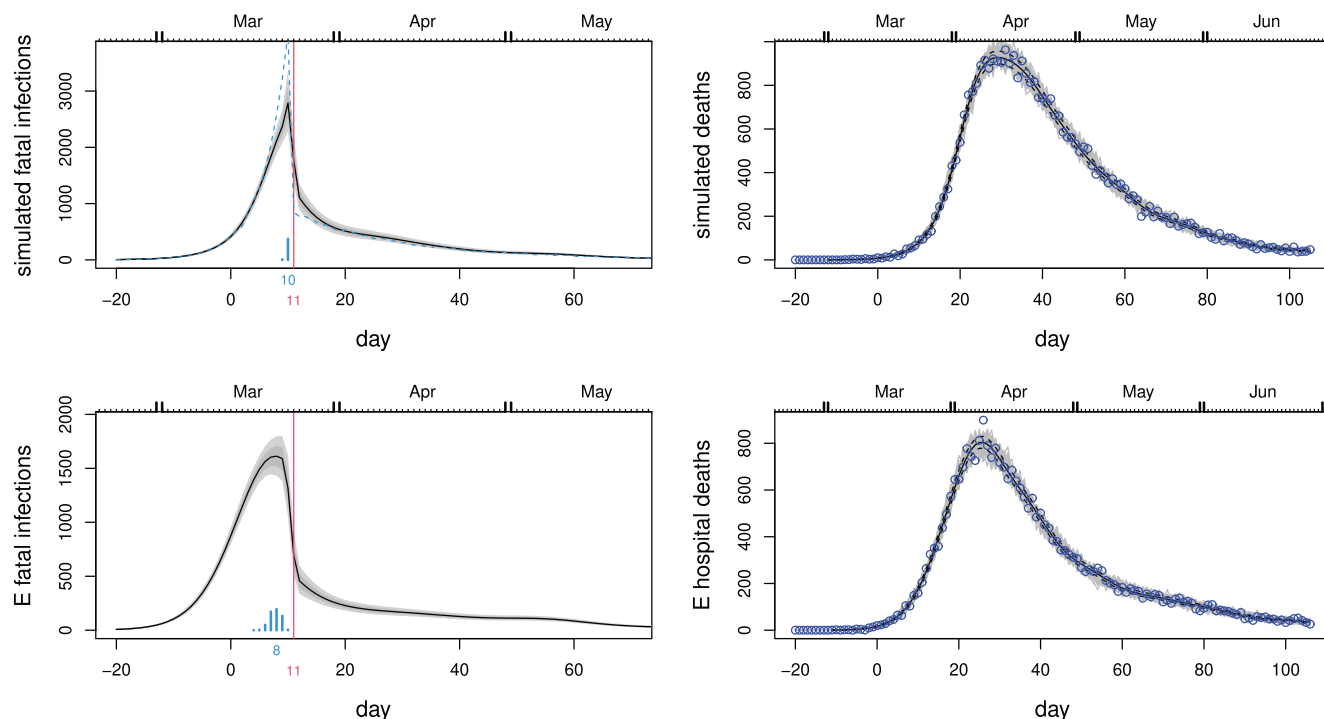 Mar Apr May
simulated fatal infections
0 1000 2000 3000
10
11
−20 0 20 40 60
day
Mar Apr May Jun
simulated deaths
0 200 400 600 800
−20 0 20 40 60 80 100
day
Mar Apr May
E fatal infections
0 500 1000 1500 2000
8
11
−20 0 20 40 60
day
Mar Apr May Jun
E hospital deaths
0 200 400 600 800
−20 0 20 40 60 80 100
day